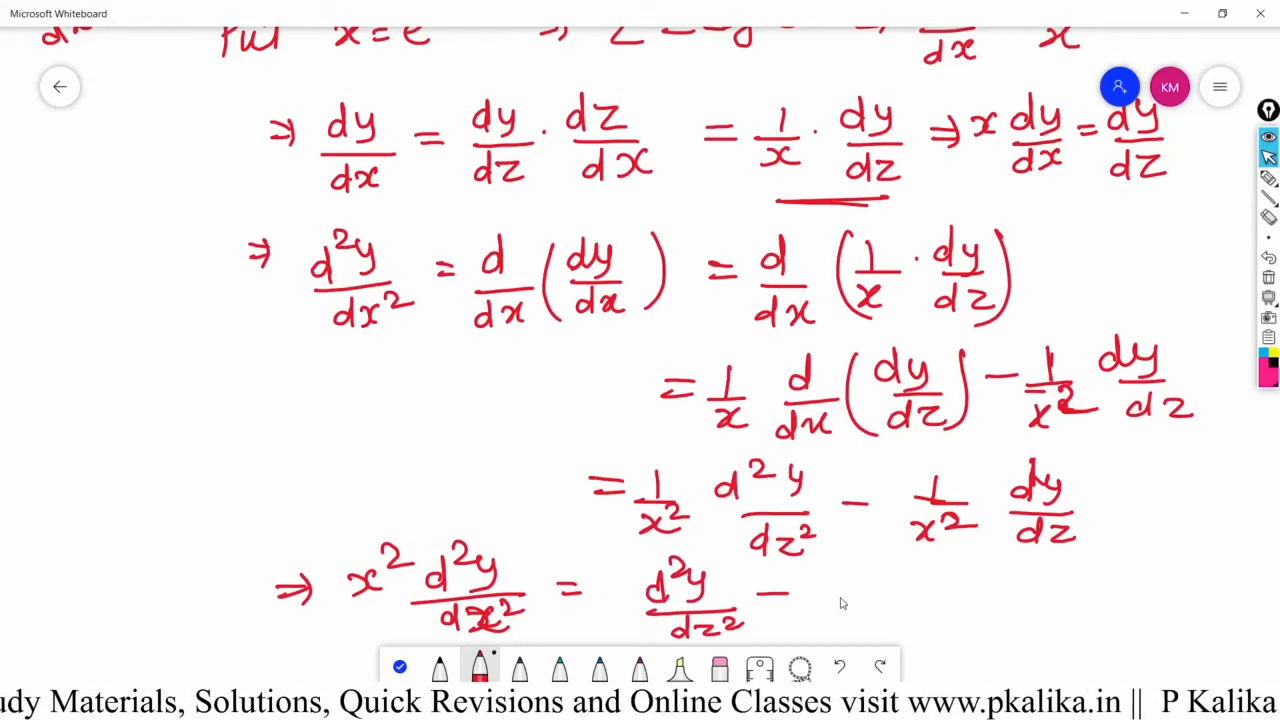 Microsoft Whiteboard
Put x = e
dx x
KM
⇒ dy/dx = dy/dz · dz/dx = 1/x · dy/dz ⇒ x dy/dx = dy/dz
⇒ d²y/dx² = d/dx (dy/dx) = d/dx (1/x · dy/dz)
= 1/x d/dx (dy/dz) − 1/x² dy/dz
= 1/x² d²y/dz² − 1/x² dy/dz
⇒ x² d²y/dx² = d²y/dz² −
udy Materials, Solutions, Quick Revisions and Online Classes visit www.pkalika.in || P Kalika